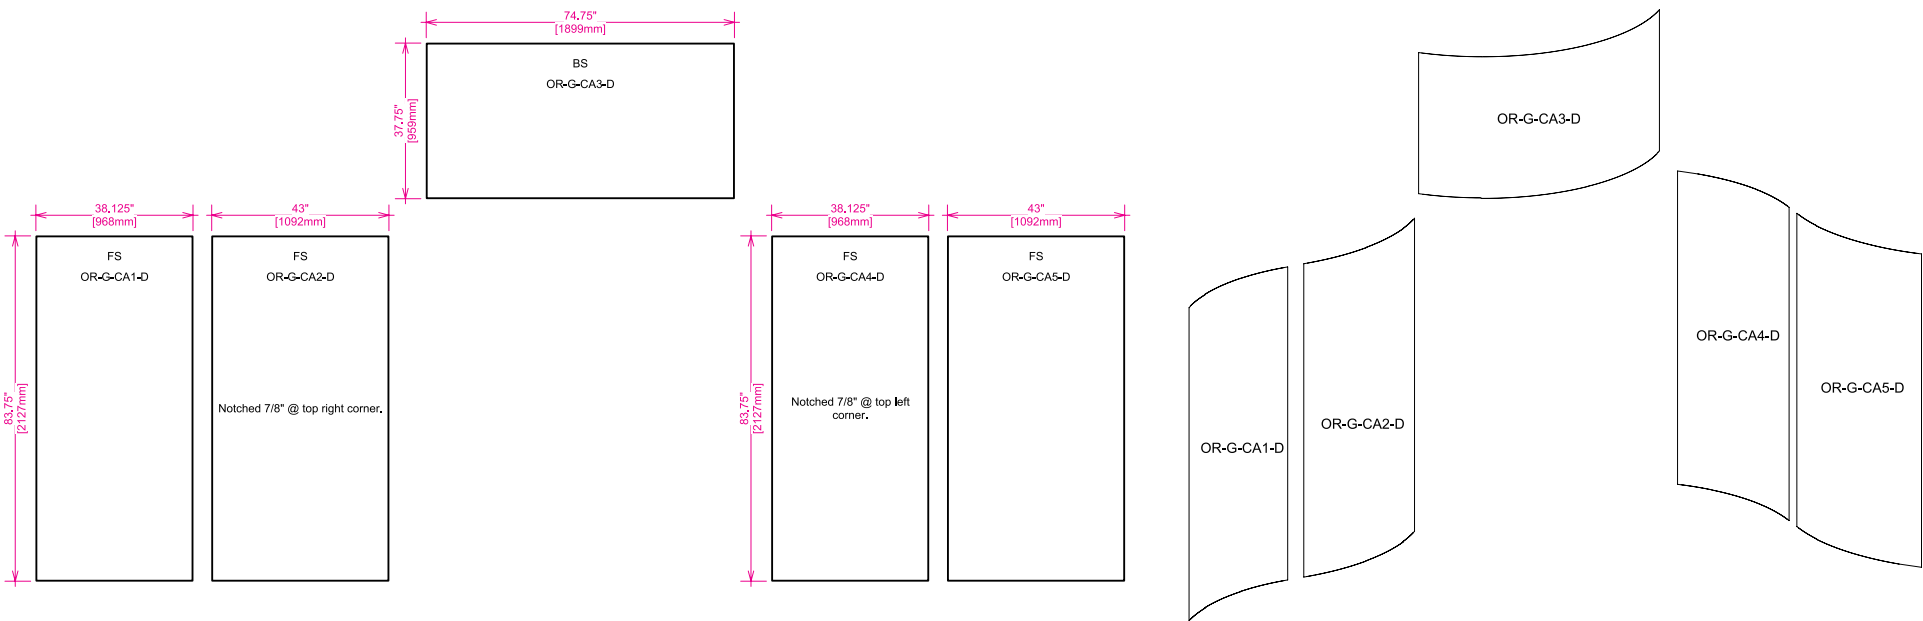 74.75"
[1899mm]
37.75"
[959mm]
BS
OR-G-CA3-D
38.125"
[968mm]
43"
[1092mm]
83.75"
[2127mm]
FS
OR-G-CA1-D
FS
OR-G-CA2-D
Notched 7/8" @ top right corner.
38.125"
[968mm]
43"
[1092mm]
83.75"
[2127mm]
FS
OR-G-CA4-D
Notched 7/8" @ top left
corner.
FS
OR-G-CA5-D
OR-G-CA3-D
OR-G-CA1-D
OR-G-CA2-D
OR-G-CA4-D
OR-G-CA5-D